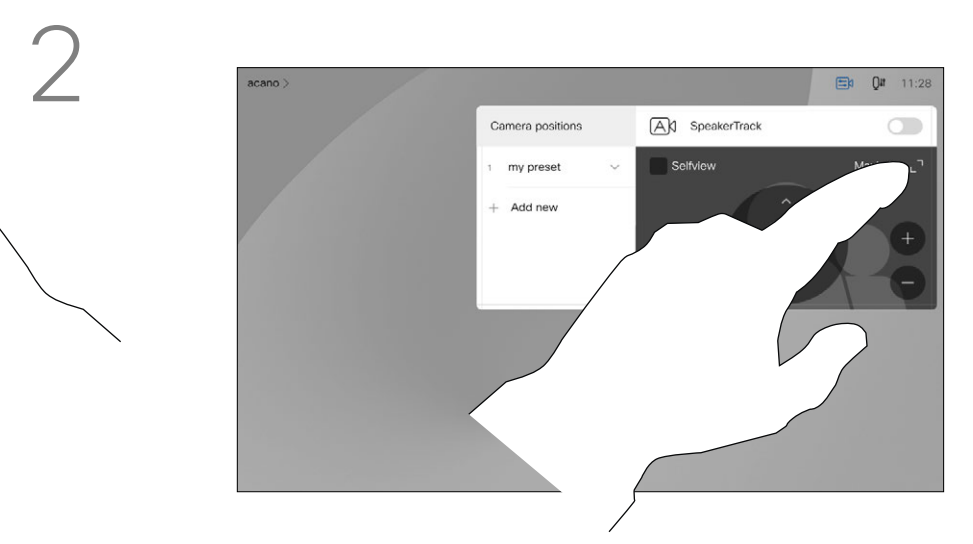 2
acano >
11:28
Camera positions
SpeakerTrack
1 my preset
Selfview
+ Add new
+
−